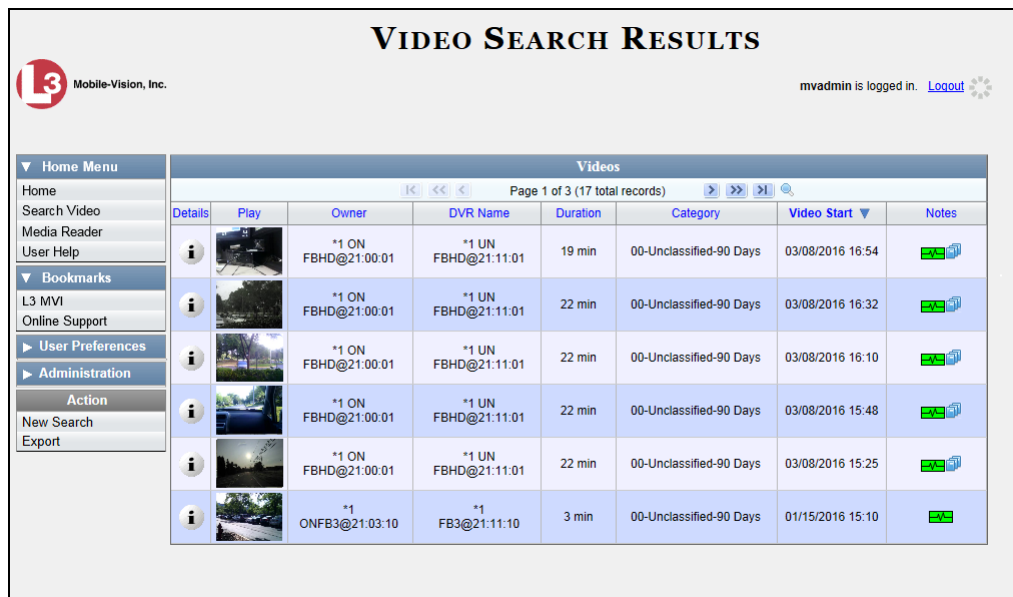 VIDEO SEARCH RESULTS
L3 Mobile-Vision, Inc.
mvadmin is logged in. Logout
▼ Home Menu
Home
Search Video
Media Reader
User Help
▼ Bookmarks
L3 MVI
Online Support
▶ User Preferences
▶ Administration
Action
New Search
Export
Videos
Page 1 of 3 (17 total records)
Details Play Owner DVR Name Duration Category Video Start ▼ Notes
*1 ON FBHD@21:00:01 *1 UN FBHD@21:11:01 19 min 00-Unclassified-90 Days 03/08/2016 16:54
*1 ON FBHD@21:00:01 *1 UN FBHD@21:11:01 22 min 00-Unclassified-90 Days 03/08/2016 16:32
*1 ON FBHD@21:00:01 *1 UN FBHD@21:11:01 22 min 00-Unclassified-90 Days 03/08/2016 16:10
*1 ON FBHD@21:00:01 *1 UN FBHD@21:11:01 22 min 00-Unclassified-90 Days 03/08/2016 15:48
*1 ON FBHD@21:00:01 *1 UN FBHD@21:11:01 22 min 00-Unclassified-90 Days 03/08/2016 15:25
*1 ONFB3@21:03:10 *1 FB3@21:11:10 3 min 00-Unclassified-90 Days 01/15/2016 15:10